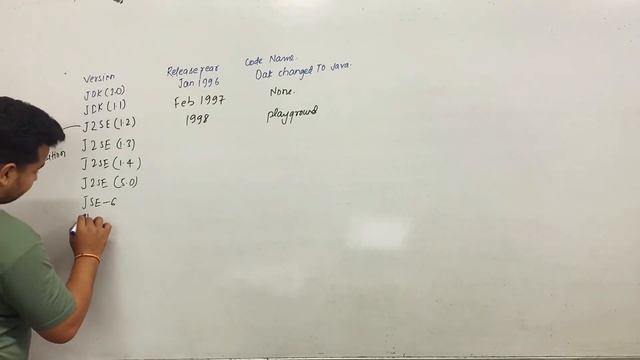 Version Release year Code Name.
JDK(1.0) Jan 1996 Oak changed To Java.
JDK(1.1) Feb 1997 None.
J2SE(1.2) 1998 playground
J2SE(1.3)
J2SE(1.4)
J2SE(5.0)
JSE-6